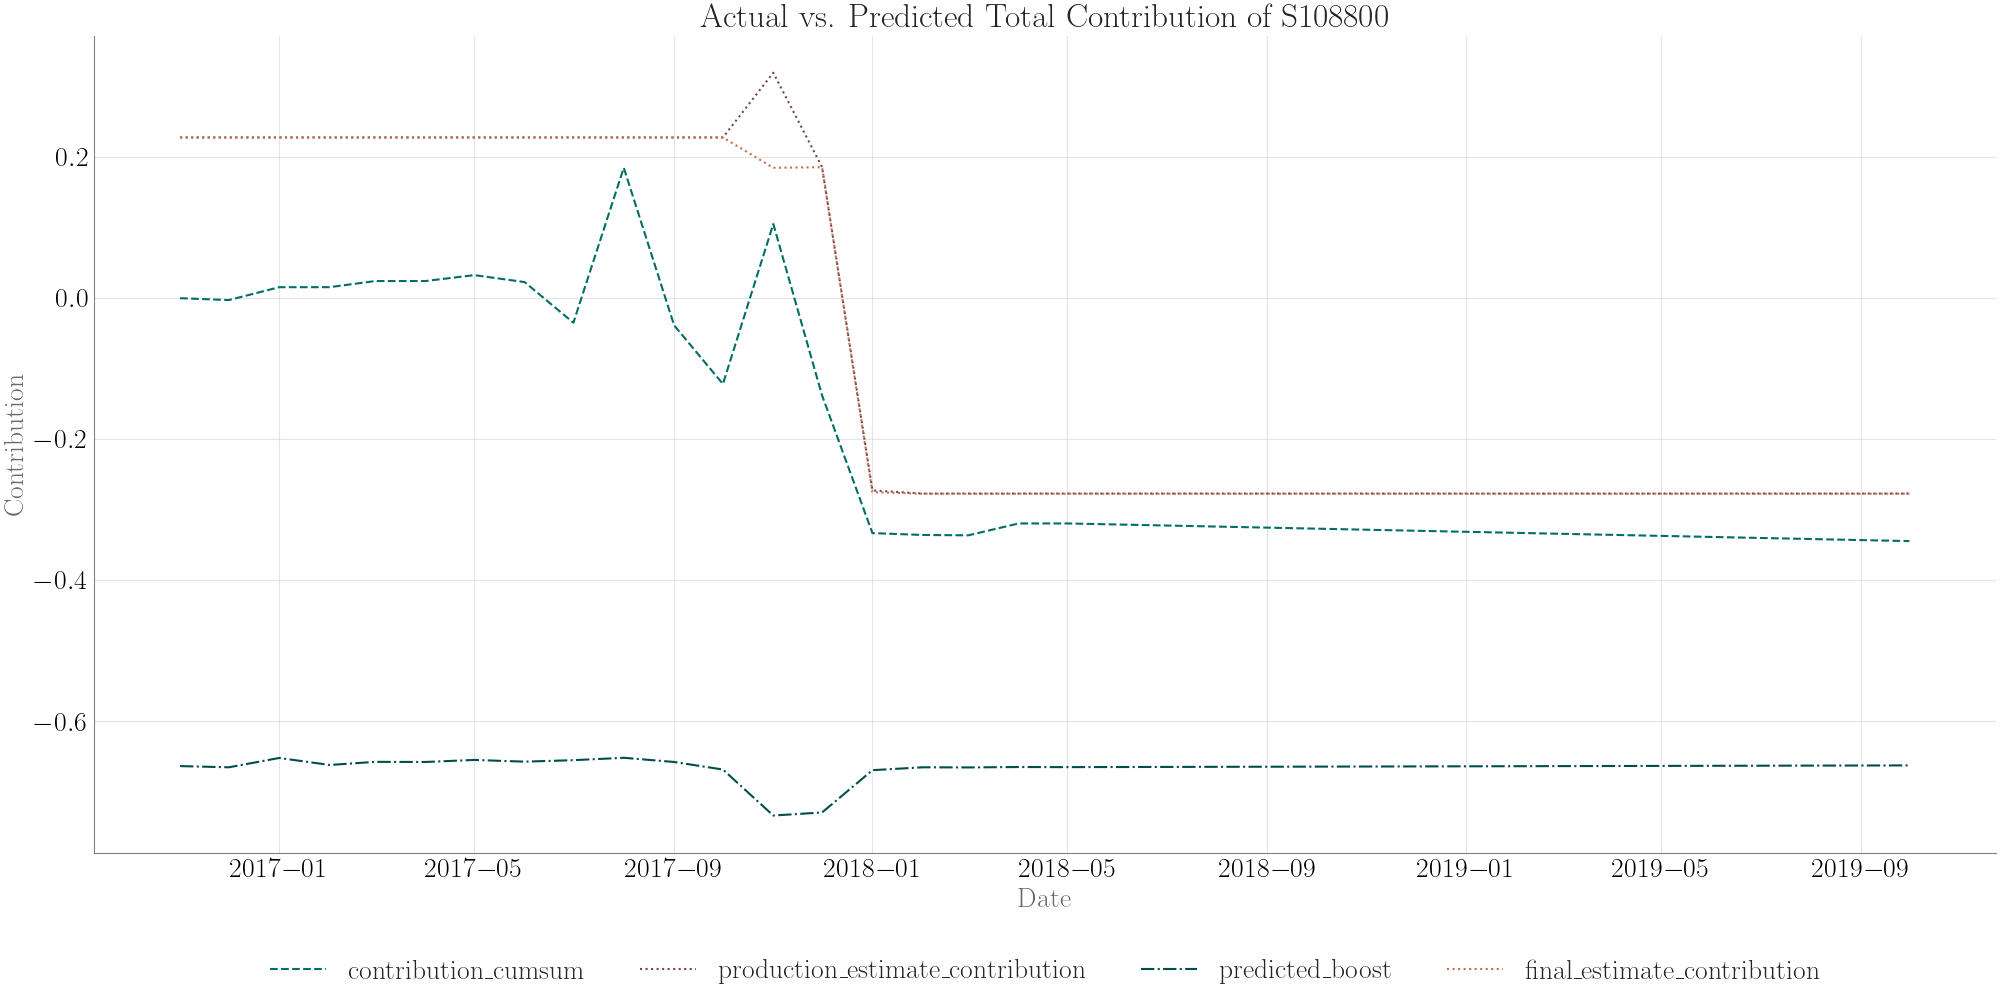 Actual vs. Predicted Total Contribution of S108800
Contribution
0.2
0.0
−0.2
−0.4
−0.6
2017−01 2017−05 2017−09 2018−01 2018−05 2018−09 2019−01 2019−05 2019−09
Date
contribution_cumsum production_estimate_contribution predicted_boost final_estimate_contribution